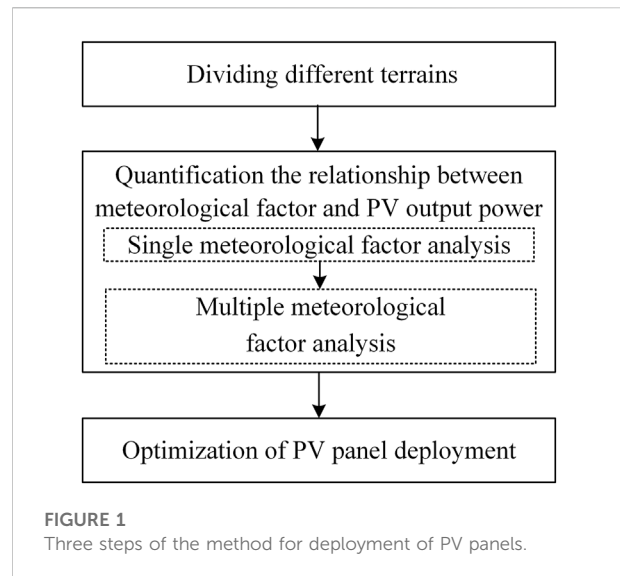 Dividing different terrains
Quantification the relationship between
meteorological factor and PV output power
Single meteorological factor analysis
Multiple meteorological
factor analysis
Optimization of PV panel deployment
FIGURE 1
Three steps of the method for deployment of PV panels.